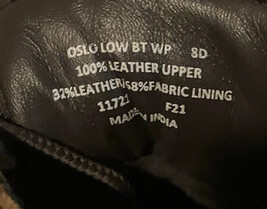 OSLO LOW BT WP 8D
100% LEATHER UPPER
32%LEATHER/68%FABRIC LINING
11721 F21
MADE IN INDIA